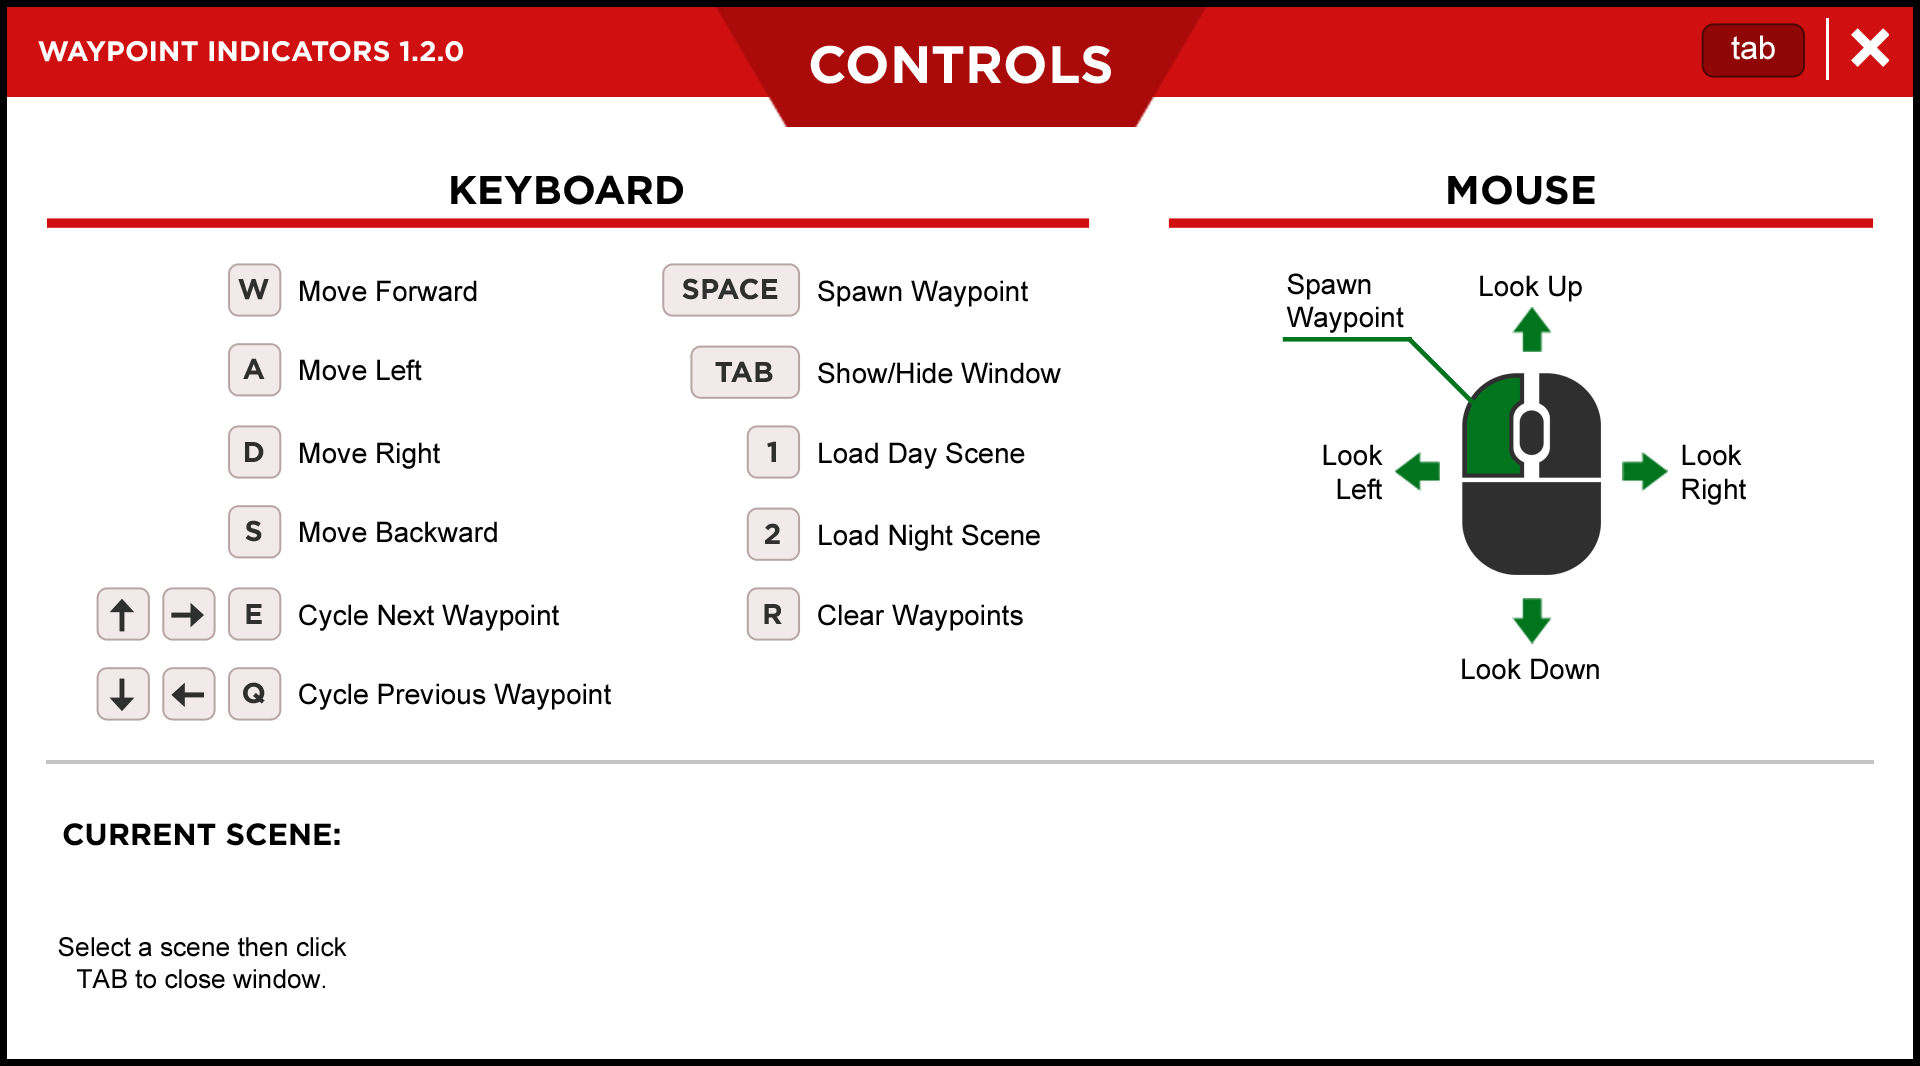 WAYPOINT INDICATORS 1.2.0
CONTROLS
tab
KEYBOARD
W Move Forward
A Move Left
D Move Right
S Move Backward
↑ → E Cycle Next Waypoint
↓ ← Q Cycle Previous Waypoint
SPACE Spawn Waypoint
TAB Show/Hide Window
1 Load Day Scene
2 Load Night Scene
R Clear Waypoints
MOUSE
Spawn
Waypoint
Look Up
Look
Left
Look
Right
Look Down
CURRENT SCENE:
Select a scene then click
TAB to close window.